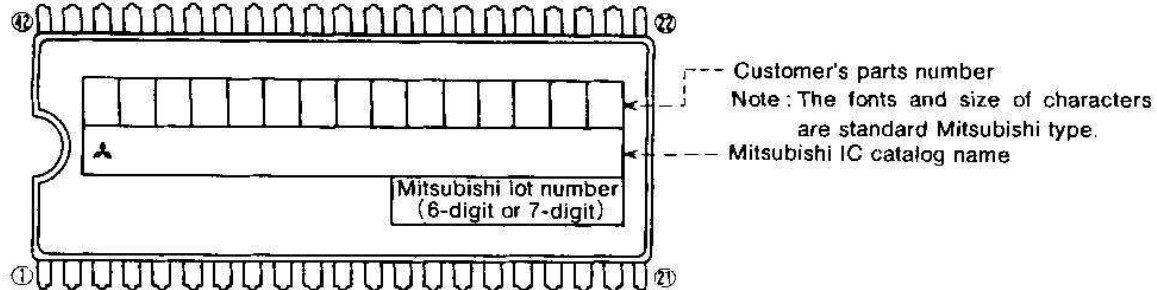 ㊷
㉒
Customer's parts number
Note : The fonts and size of characters
are standard Mitsubishi type.
Mitsubishi IC catalog name
Mitsubishi lot number
(6-digit or 7-digit)
①
㉑